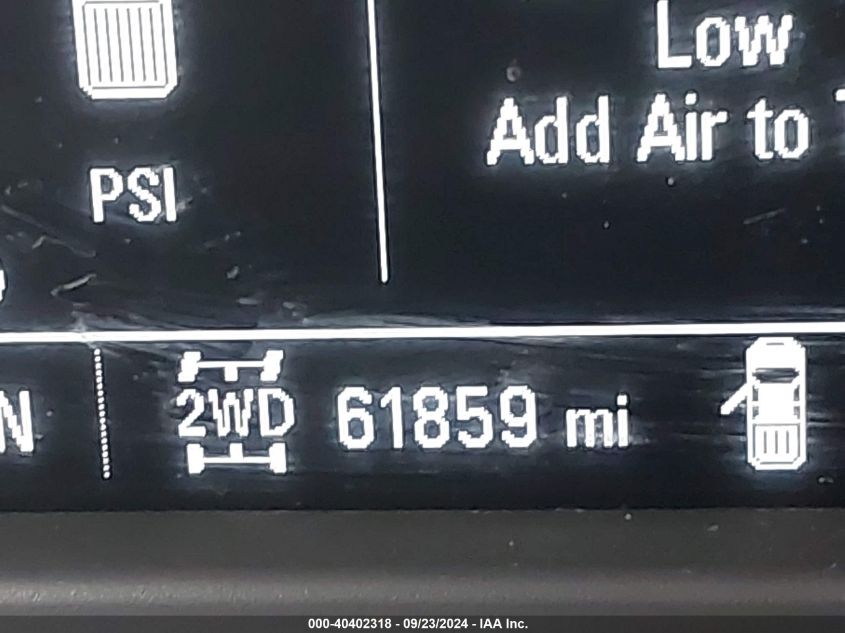 Low
Add Air to
PSI
N
2WD
61859 mi
000-40402318 - 09/23/2024 - IAA Inc.